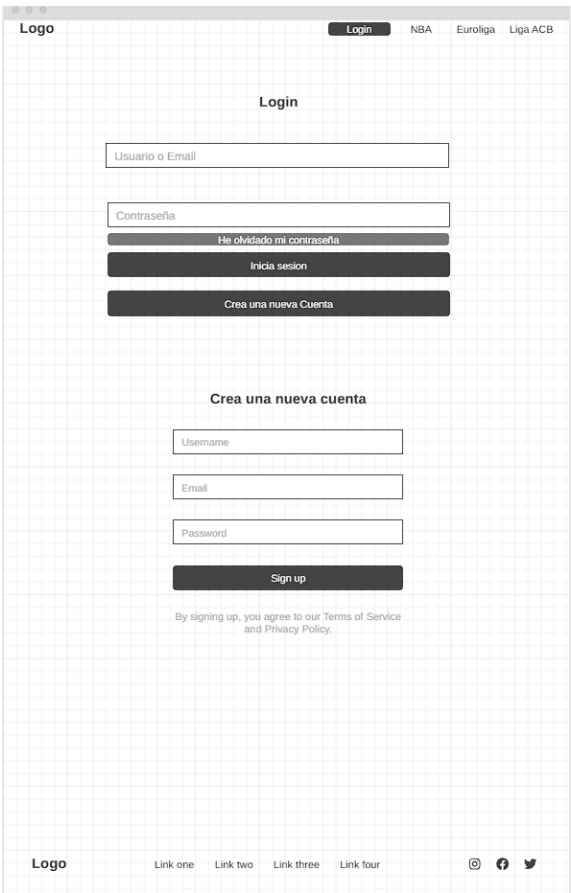 Logo
Login NBA Euroliga Liga ACB
Login
Usuario o Email
Contraseña
He olvidado mi contraseña
Inicia sesion
Crea una nueva Cuenta
Crea una nueva cuenta
Username
Email
Password
Sign up
By signing up, you agree to our Terms of Service
and Privacy Policy.
Logo Link one Link two Link three Link four